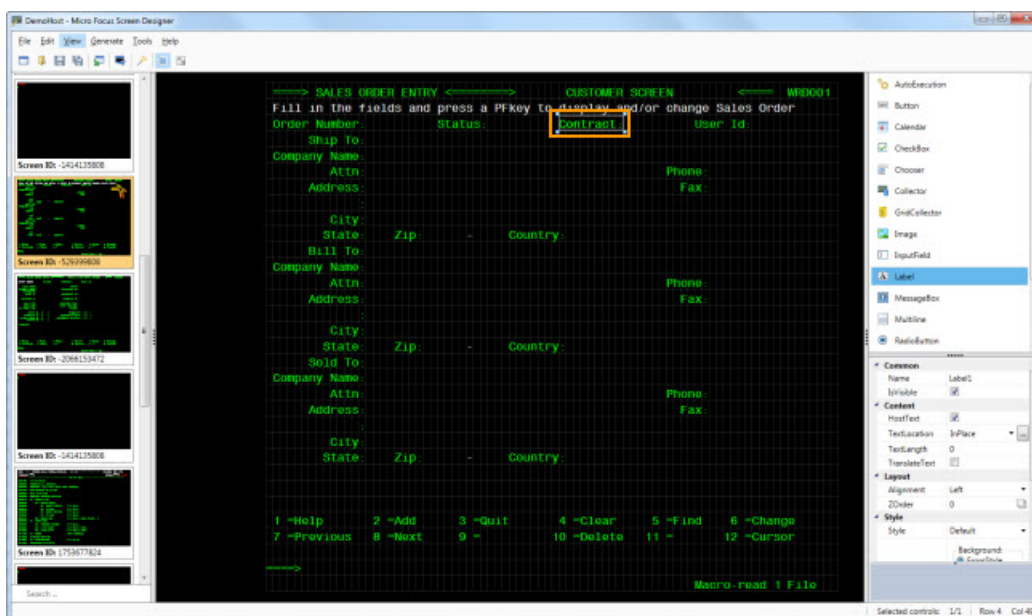 DemoHost - Micro Focus Screen Designer
File Edit View Generate Tools Help
Screen ID: -1414135808
Screen ID: -529399808
Screen ID: -2066153472
Screen ID: -1414135808
Screen ID: 1753677824
Search ...
----> SALES ORDER ENTRY <--------> CUSTOMER SCREEN <---- WRD001
Fill in the fields and press a PFkey to display and/or change Sales Order
Order Number: Status: Contract: User Id:
Ship To:
Company Name:
Attn: Phone:
Address: Fax:
:
City:
State: Zip: - Country:
Bill To:
Company Name:
Attn: Phone:
Address: Fax:
:
City:
State: Zip: - Country:
Sold To:
Company Name:
Attn: Phone:
Address: Fax:
:
City:
State: Zip: - Country:
1 =Help 2 =Add 3 =Quit 4 =Clear 5 =Find 6 =Change
7 =Previous 8 =Next 9 = 10 =Delete 11 = 12 =Cursor
---->
Macro-read 1 File
AutoExecution
Button
Calendar
CheckBox
Chooser
Collector
GridCollector
Image
InputField
Label
MessageBox
Multiline
RadioButton
Common
Name Label1
IsVisible
Content
HostText
TextLocation InPlace ...
TextLength 0
TranslateText
Layout
Alignment Left
ZOrder 0
Style
Style Default
Background:
Selected controls: 1/1 Row 4 Col